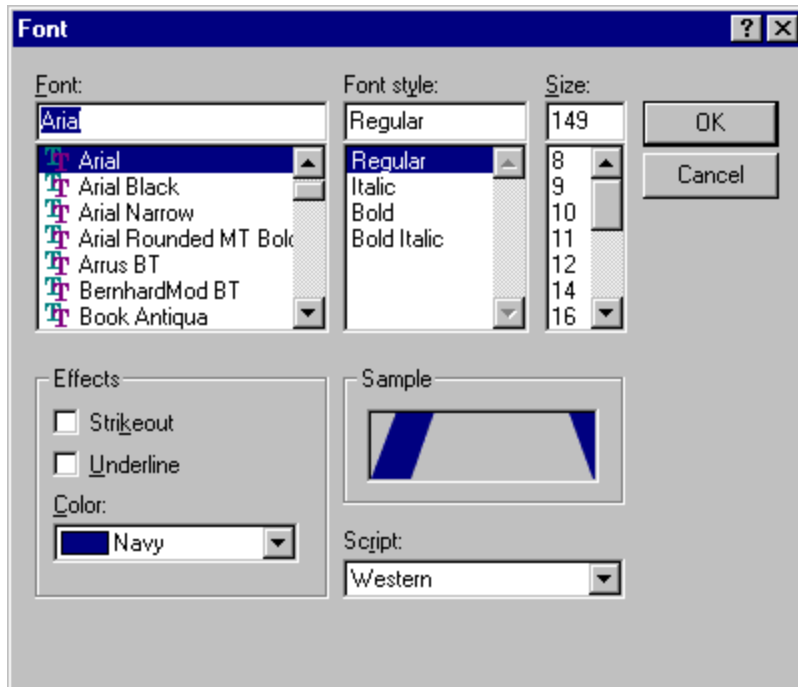 Font
Font: Font style: Size:
Arial Regular 149 OK
Arial Regular 8 Cancel
Arial Black Italic 9
Arial Narrow Bold 10
Arial Rounded MT Bold Bold Italic 11
Arrus BT 12
BernhardMod BT 14
Book Antiqua 16
Effects Sample
Strikeout
Underline
Color:
Navy Script:
Western